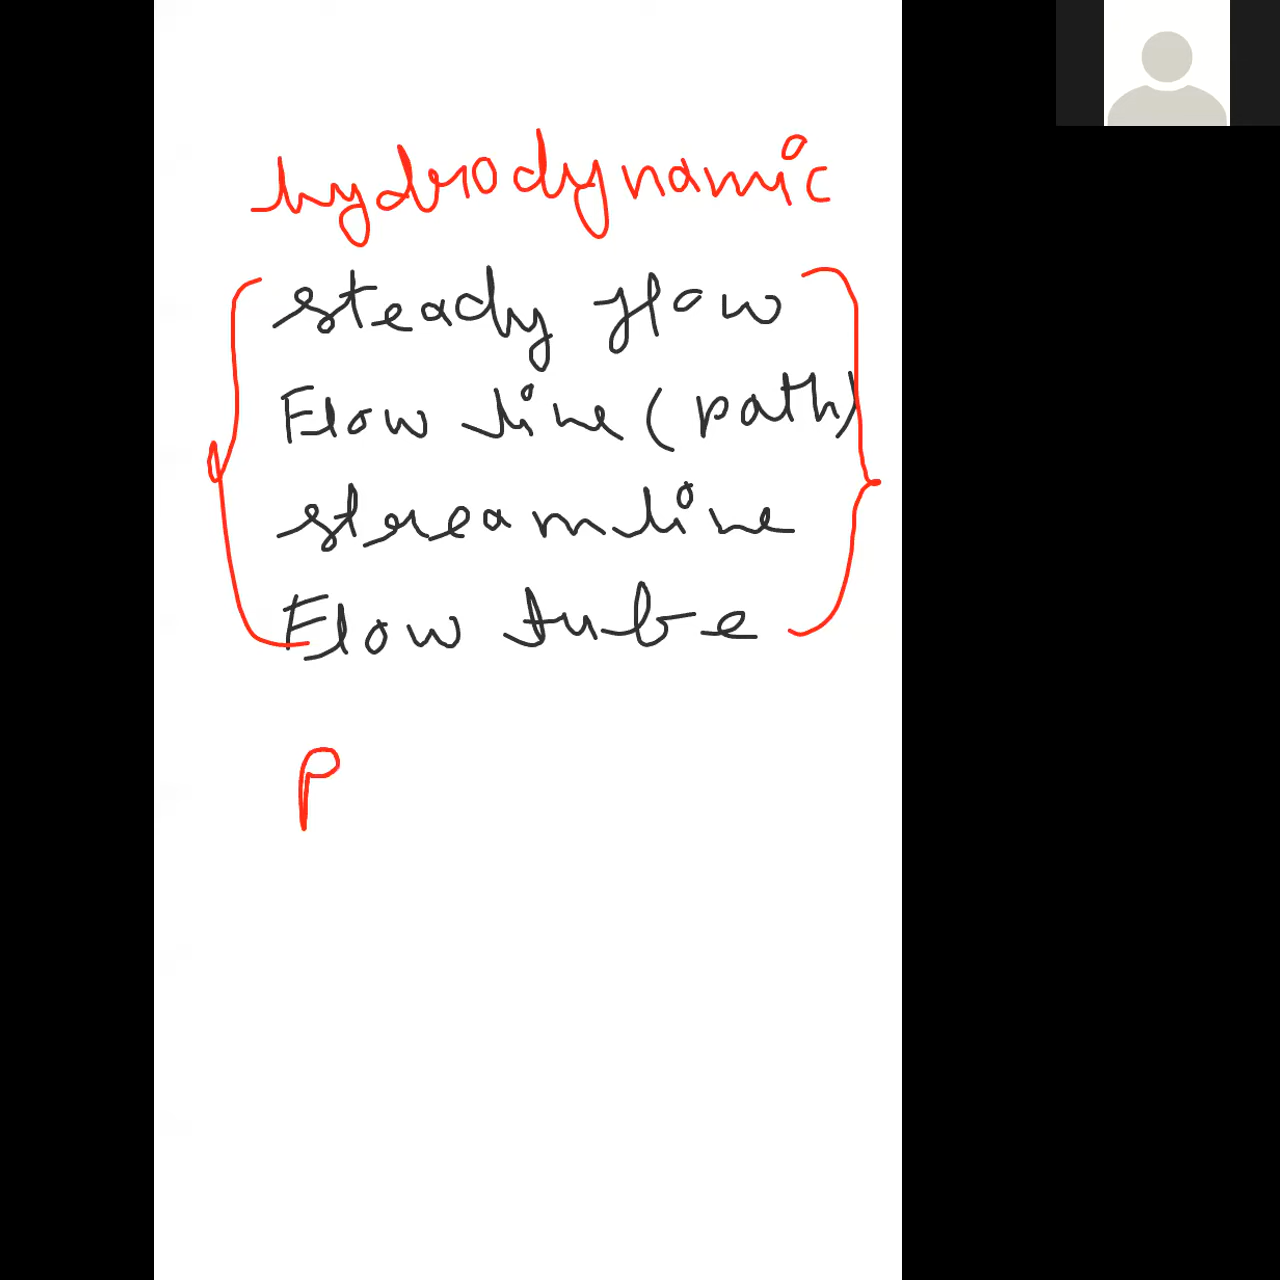 hydrodynamic
steady flow
Flow line (path)
streamline
Flow tube
P